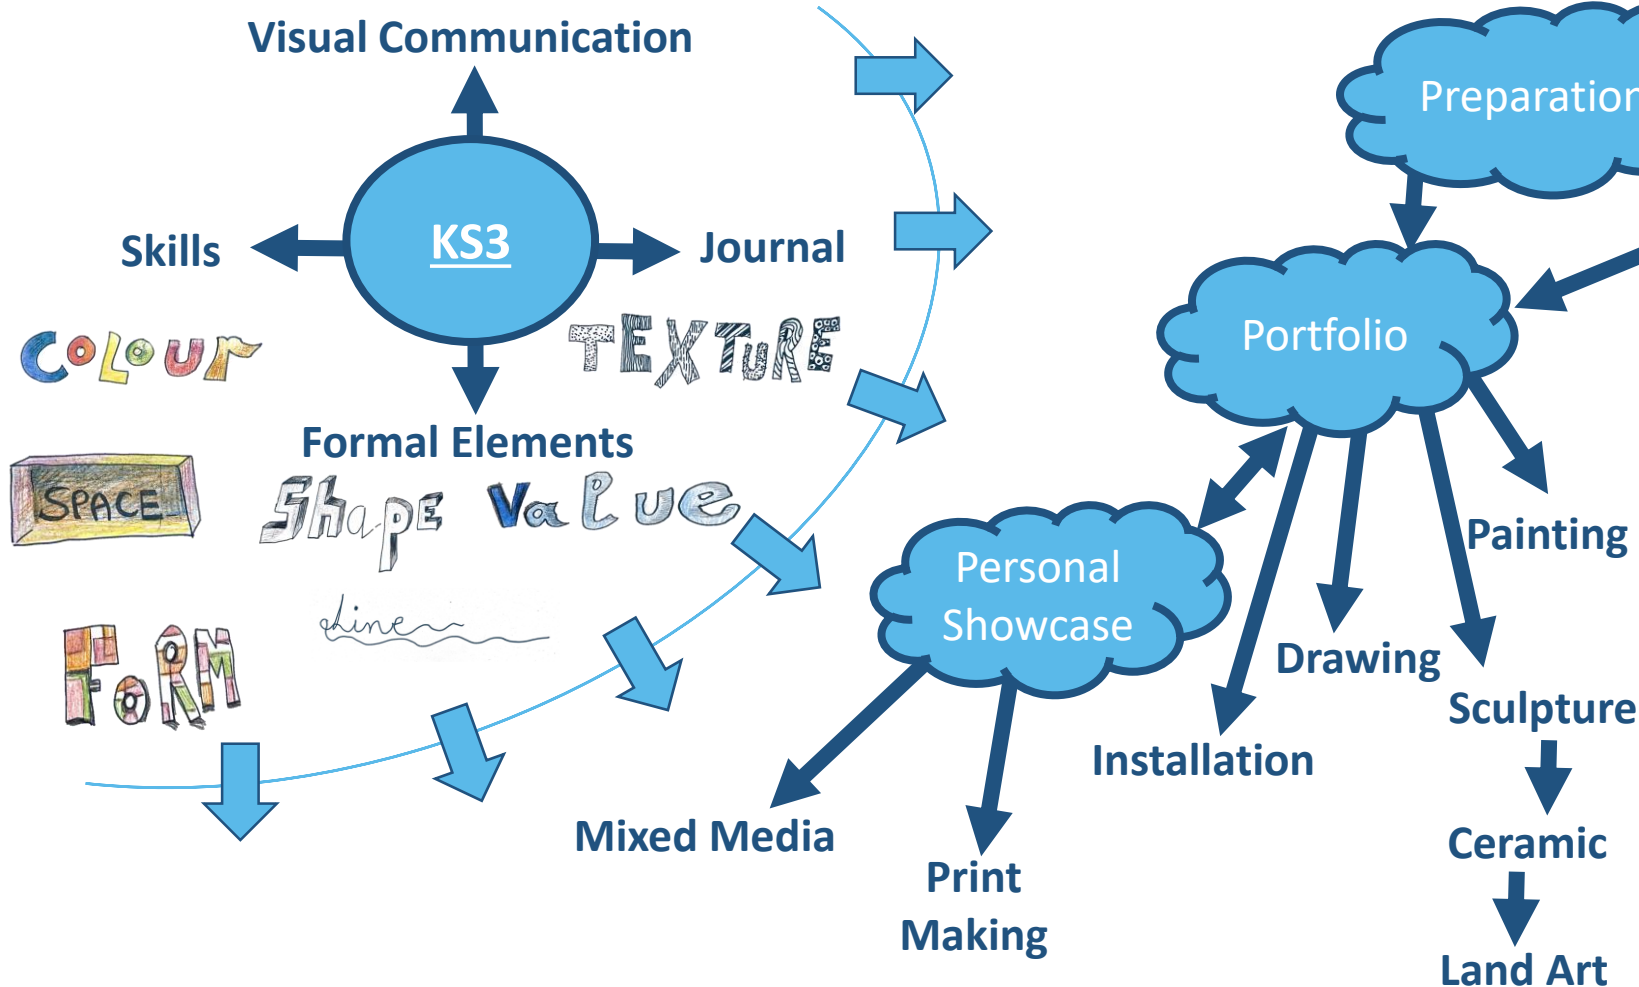 Visual Communication
Skills
KS3
Journal
COLOUr
TEXTuRE
Formal Elements
SPACE
ShapE
Value
Line
FoRM
Preparation
Portfolio
Personal
Showcase
Painting
Drawing
Sculpture
Installation
Mixed Media
Print
Making
Ceramic
Land Art